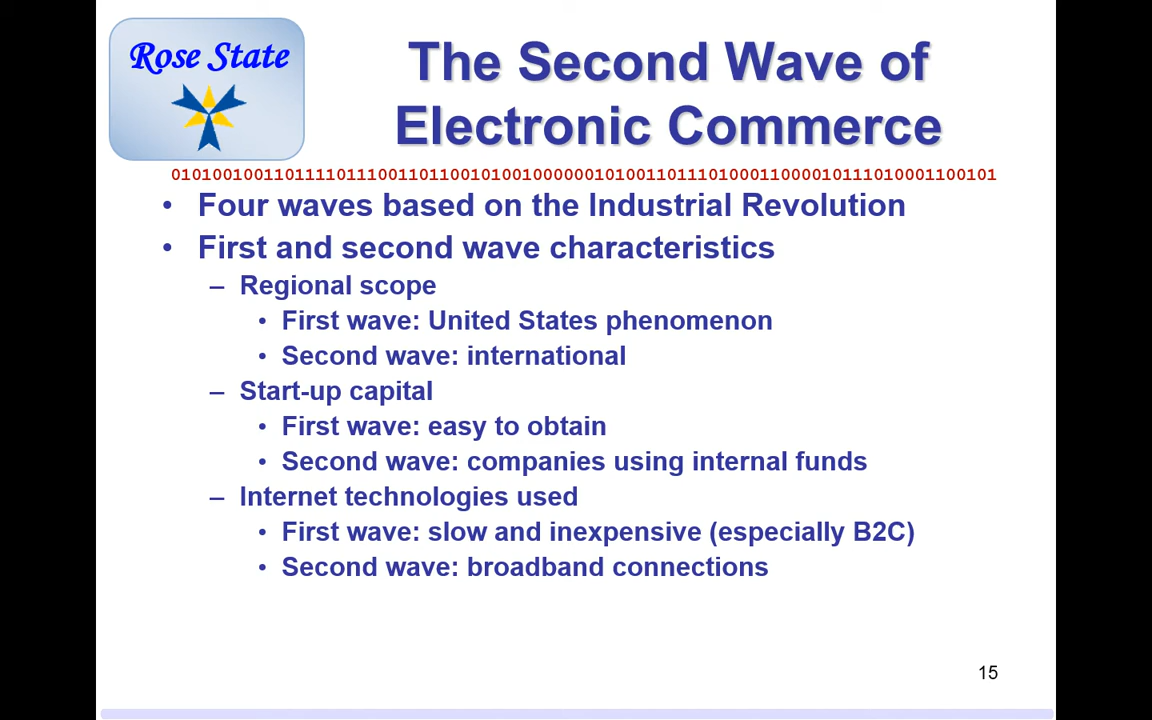 Rose State
The Second Wave of
Electronic Commerce
01010010011011110111001101100101001000000101001101110100011000010111010001100101
• Four waves based on the Industrial Revolution
• First and second wave characteristics
– Regional scope
• First wave: United States phenomenon
• Second wave: international
– Start-up capital
• First wave: easy to obtain
• Second wave: companies using internal funds
– Internet technologies used
• First wave: slow and inexpensive (especially B2C)
• Second wave: broadband connections
15